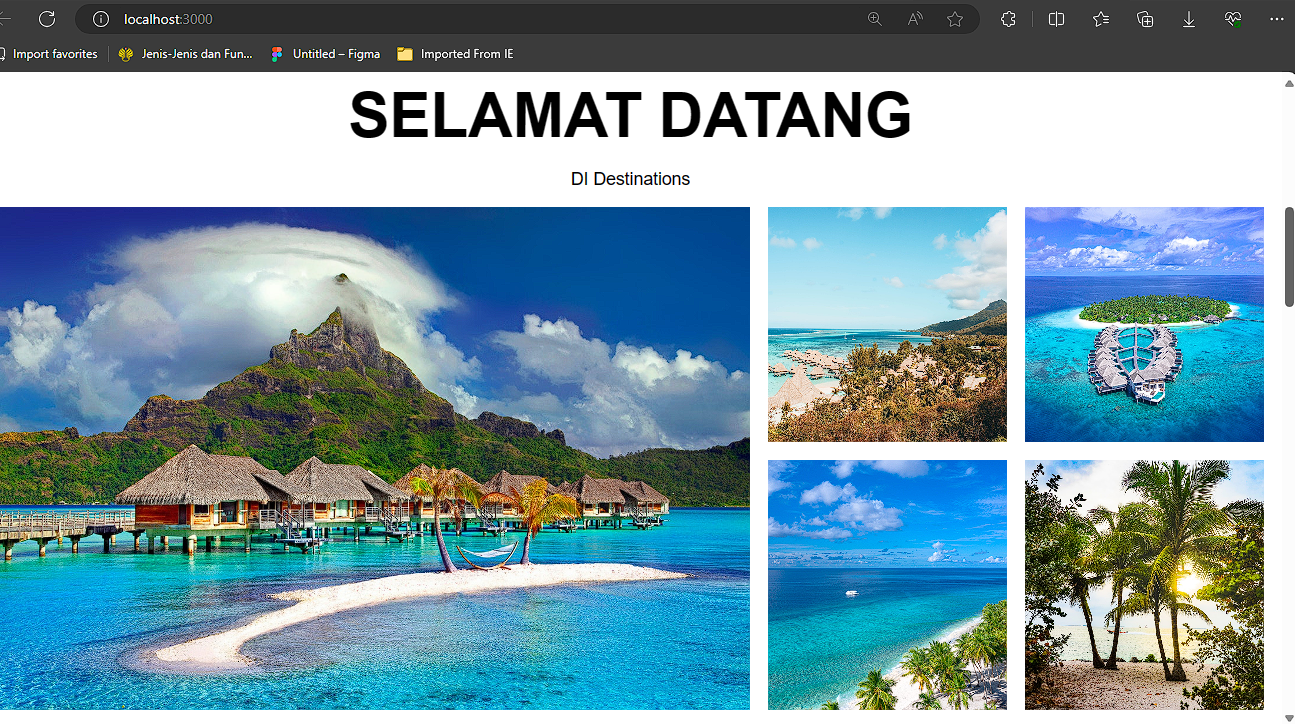 localhost:3000
Import favorites
Jenis-Jenis dan Fun...
Untitled – Figma
Imported From IE
SELAMAT DATANG
DI Destinations